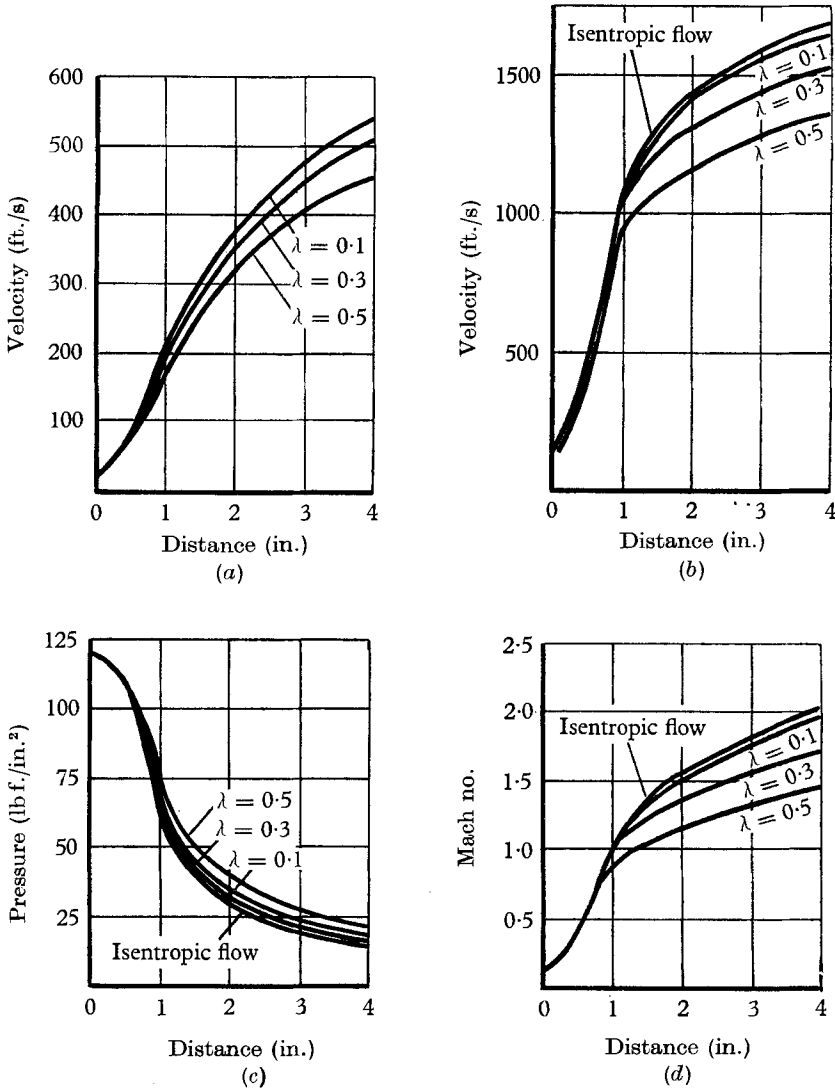 600
500
400
300
200
100
0
1
2
3
4
Velocity (ft./s)
λ = 0·1
λ = 0·3
λ = 0·5
Distance (in.)
(a)
1500
1000
500
0
1
2
3
4
Velocity (ft./s)
Isentropic flow
λ = 0·1
λ = 0·3
λ = 0·5
Distance (in.)
(b)
125
100
75
50
25
0
1
2
3
4
Pressure (lbf./in.²)
λ = 0·5
λ = 0·3
λ = 0·1
Isentropic flow
Distance (in.)
(c)
2·5
2·0
1·5
1·0
0·5
0
1
2
3
4
Mach no.
Isentropic flow
λ = 0·1
λ = 0·3
λ = 0·5
Distance (in.)
(d)